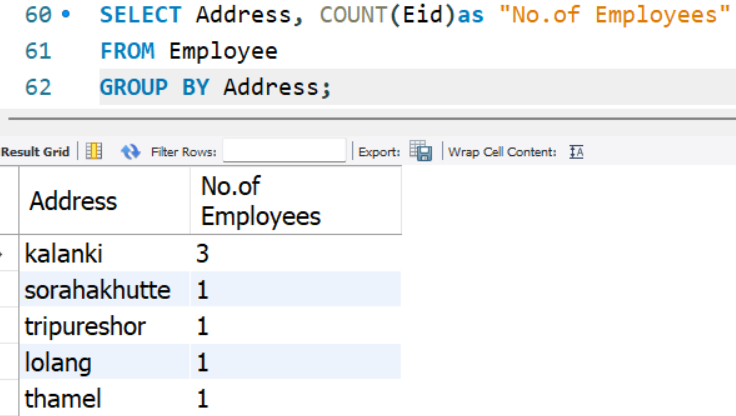 60 SELECT Address, COUNT(Eid)as "No.of Employees"
61 FROM Employee
62 GROUP BY Address;
Result Grid Filter Rows: Export: Wrap Cell Content: IA
Address No.of
Employees
kalanki 3
sorahakhutte 1
tripureshor 1
lolang 1
thamel 1